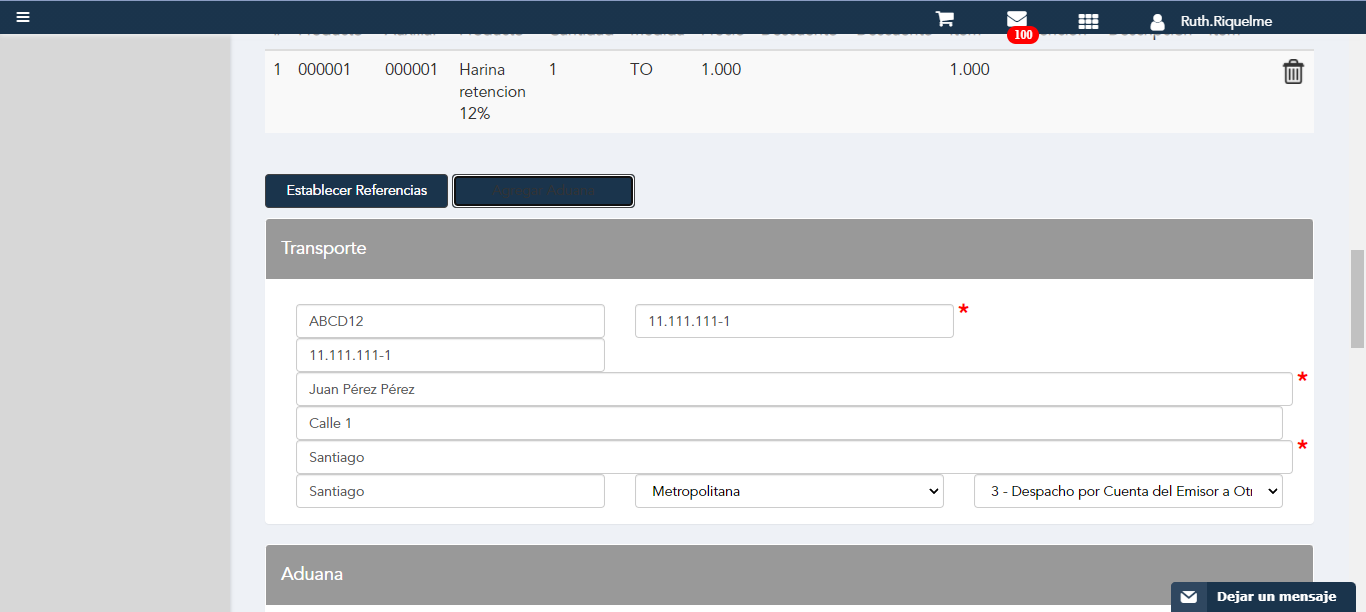 Ruth.Riquelme
100
1 000001 000001 Harina retencion 12% 1 TO 1.000 1.000
Establecer Referencias
Transporte
ABCD12 11.111.111-1 *
11.111.111-1
Juan Pérez Pérez *
Calle 1
Santiago *
Santiago Metropolitana 3 - Despacho por Cuenta del Emisor a Otr
Aduana
Dejar un mensaje